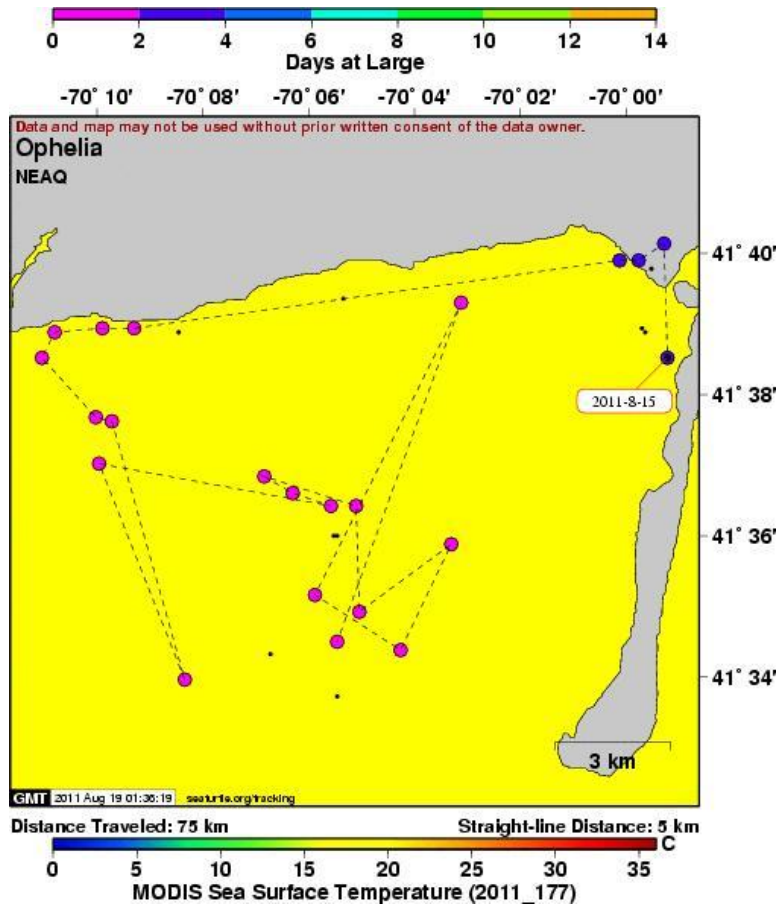 0 2 4 6 8 10 12 14
Days at Large
-70° 10' -70° 08' -70° 06' -70° 04' -70° 02' -70° 00'
Data and map may not be used without prior written consent of the data owner.
Ophelia
NEAQ
41° 40'
41° 38'
2011-8-15
41° 36'
41° 34'
3 km
GMT 2011 Aug 19 01:36:19 seaturtle.org/tracking
Distance Traveled: 75 km Straight-line Distance: 5 km
0 5 10 15 20 25 30 35 C
MODIS Sea Surface Temperature (2011_177)